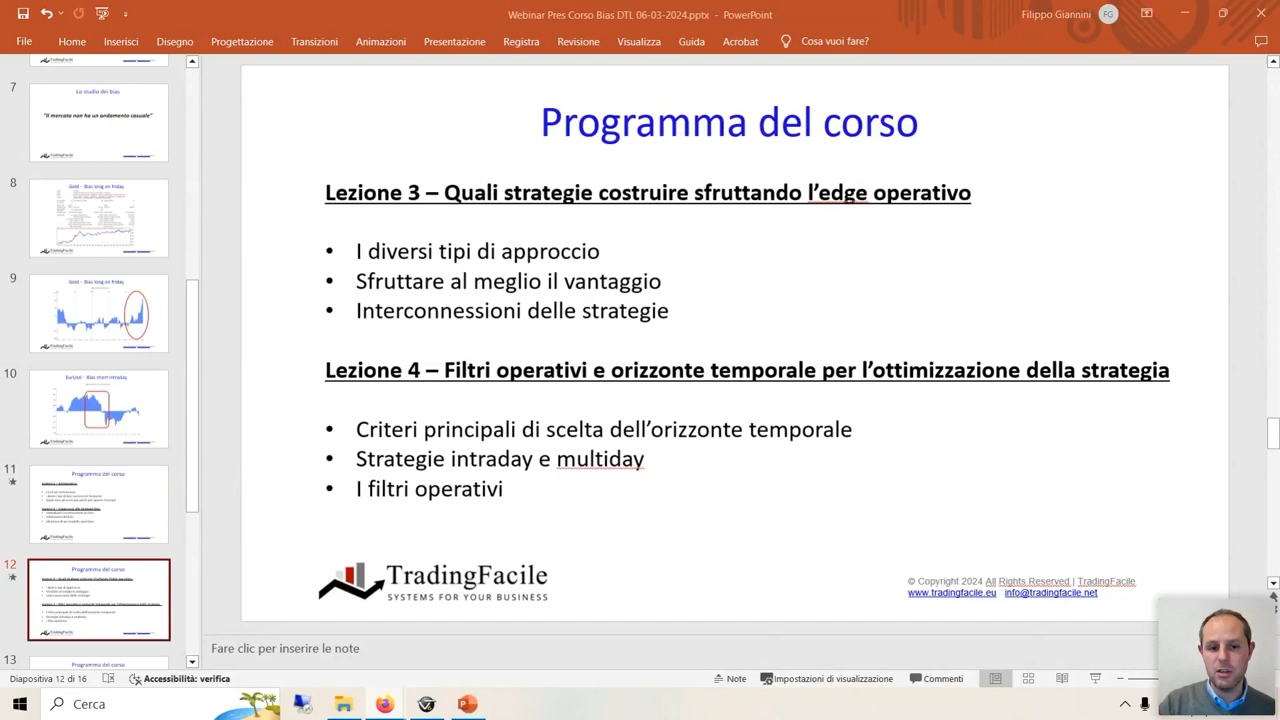 Webinar Pres Corso Bias DTL 06-03-2024.pptx - PowerPoint
Filippo Giannini
FG
File Home Inserisci Disegno Progettazione Transizioni Animazioni Presentazione Registra Revisione Visualizza Guida Acrobat Cosa vuoi fare?
7
Lo studio dei bias
"Il mercato non ha un andamento casuale"
Gold - Bias long on friday
9
Gold - Bias long on friday
10
EurUsd - Bias short intraday
11
Programma del corso
12
Programma del corso
13
Programma del corso
Programma del corso
Lezione 3 – Quali strategie costruire sfruttando l'edge operativo
• I diversi tipi di approccio
• Sfruttare al meglio il vantaggio
• Interconnessioni delle strategie
Lezione 4 – Filtri operativi e orizzonte temporale per l'ottimizzazione della strategia
• Criteri principali di scelta dell'orizzonte temporale
• Strategie intraday e multiday
• I filtri operativi
TradingFacile
SYSTEMS FOR YOUR BUSINESS
© Copyright 2024 All Rights Reserved | TradingFacile
www.tradingfacile.eu info@tradingfacile.net
Fare clic per inserire le note
Diapositiva 12 di 16
Accessibilità: verifica
Note
Impostazioni di visualizzazione
Commenti
Cerca